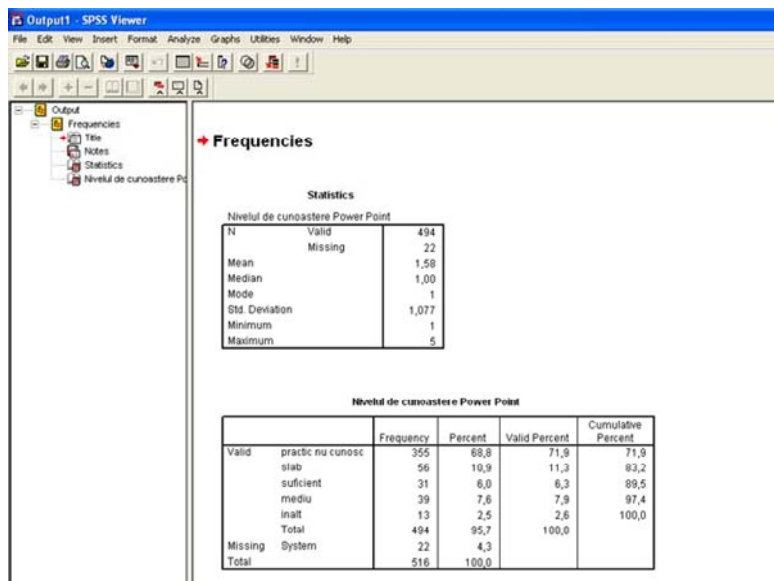 Output1 - SPSS Viewer
File Edit View Insert Format Analyze Graphs Utilities Window Help
Output
Frequencies
Title
Notes
Statistics
Nivelul de cunoastere Po
Frequencies
Statistics
Nivelul de cunoastere Power Point
N Valid 494
Missing 22
Mean 1,58
Median 1,00
Mode 1
Std. Deviation 1,077
Minimum 1
Maximum 5
Nivelul de cunoastere Power Point
Frequency Percent Valid Percent Cumulative Percent
Valid practic nu cunosc 355 68,8 71,9 71,9
slab 56 10,9 11,3 83,2
suficient 31 6,0 6,3 89,5
mediu 39 7,6 7,9 97,4
inalt 13 2,5 2,6 100,0
Total 494 95,7 100,0
Missing System 22 4,3
Total 516 100,0